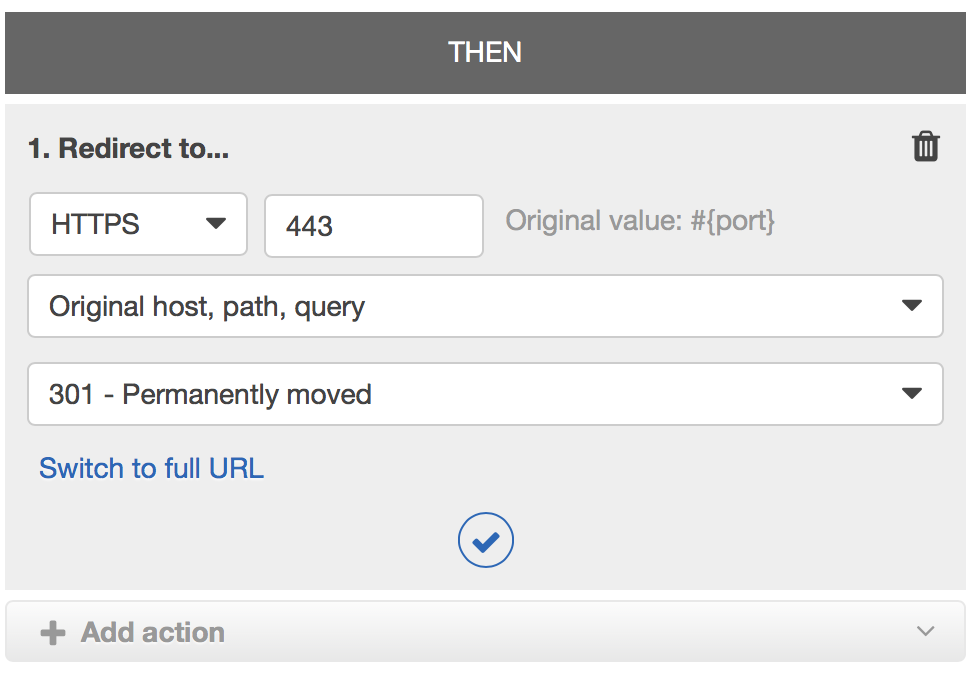 THEN
1. Redirect to...
HTTPS 443 Original value: #{port}
Original host, path, query
301 - Permanently moved
Switch to full URL
Add action